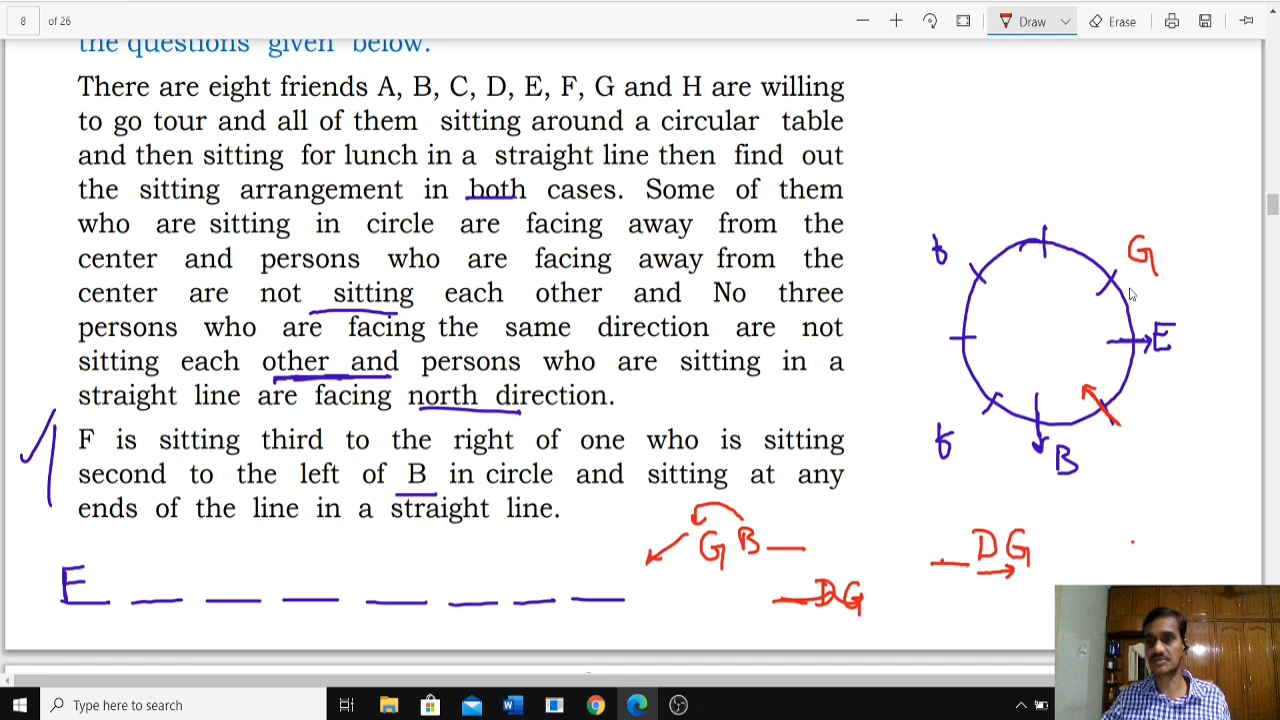 8 of 26
Draw
Erase
the questions given below.
There are eight friends A, B, C, D, E, F, G and H are willing
to go tour and all of them sitting around a circular table
and then sitting for lunch in a straight line then find out
the sitting arrangement in both cases. Some of them
who are sitting in circle are facing away from the
center and persons who are facing away from the
center are not sitting each other and No three
persons who are facing the same direction are not
sitting each other and persons who are sitting in a
straight line are facing north direction.
F is sitting third to the right of one who is sitting
second to the left of B in circle and sitting at any
ends of the line in a straight line.
G
E
B
G B
D G
DG
Type here to search